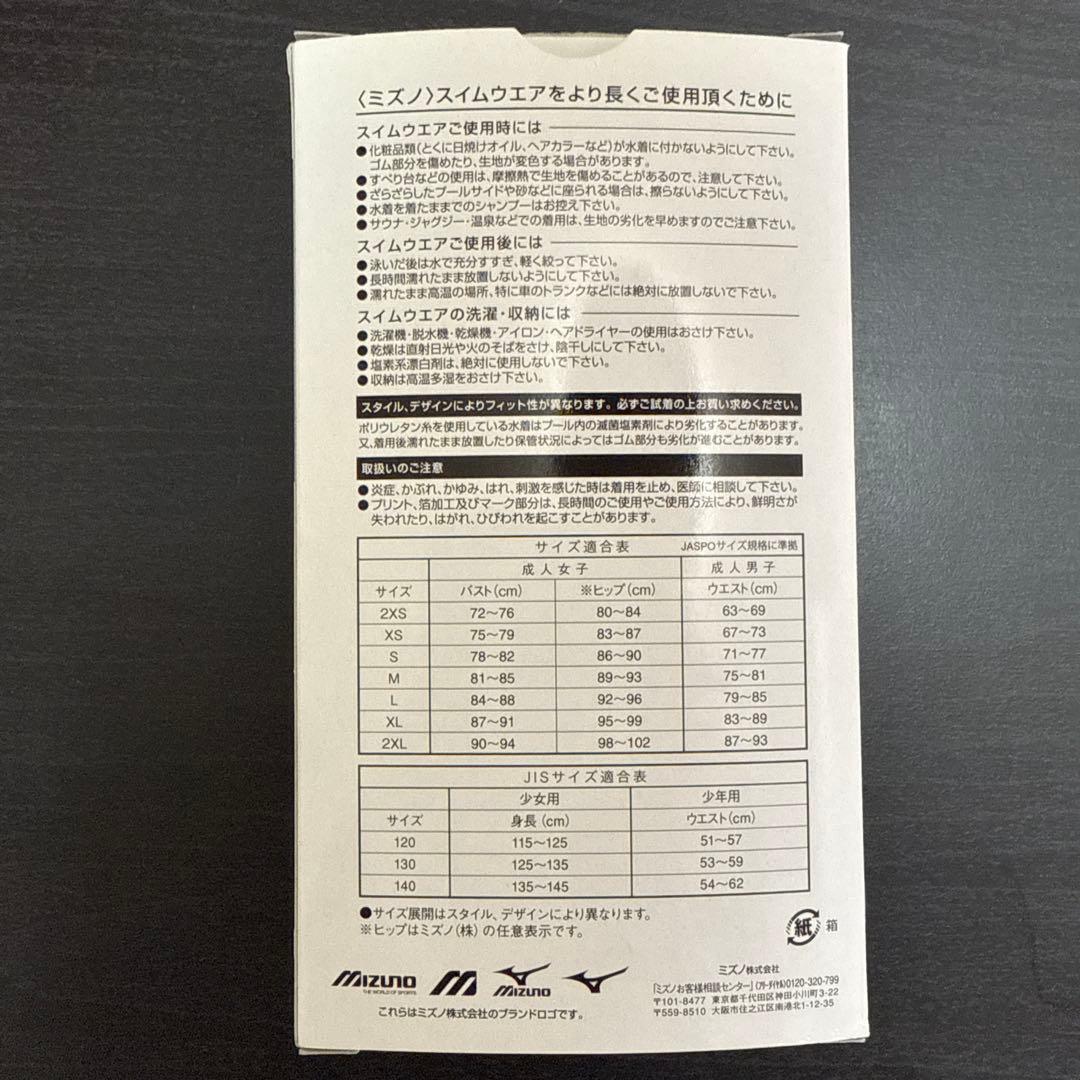 〈ミズノ〉スイムウエアをより長くご使用頂くために
スイムウエアご使用時には
●化粧品類(とくに日焼けオイル、ヘアカラーなど)が水着に付かないようにして下さい。
ゴム部分を傷めたり、生地が変色する場合があります。
●すべり台などの使用は、摩擦熱で生地を傷めることがあるので、注意して下さい。
●ざらざらしたプールサイドや砂などに座られる場合は、擦らないようにして下さい。
●水着を着たままでのシャンプーはお控え下さい。
●サウナ・ジャグジー・温泉などでの着用は、生地の劣化を早めますのでご注意下さい。
スイムウエアご使用後には
●泳いだ後は水で充分すすぎ、軽く絞って下さい。
●長時間濡れたまま放置しないようにして下さい。
●濡れたまま高温の場所、特に車のトランクなどには絶対に放置しないで下さい。
スイムウエアの洗濯・収納には
●洗濯機・脱水機・乾燥機・アイロン・ヘアドライヤーの使用はおさけ下さい。
●乾燥は直射日光や火のそばをさけ、陰干しにして下さい。
●塩素系漂白剤は、絶対に使用しないで下さい。
●収納は高温多湿をおさけ下さい。
スタイル、デザインによりフィット性が異なります。必ずご試着の上お買い求めください。
ポリウレタン糸を使用している水着はプール内の滅菌塩素剤により劣化することがあります。
又、着用後濡れたまま放置したり保管状況によってはゴム部分も劣化が進むことがあります。
取扱いのご注意
●炎症、かぶれ、かゆみ、はれ、刺激を感じた時は着用を止め、医師に相談して下さい。
●プリント、箔加工及びマーク部分は、長時間のご使用やご使用方法により、鮮明さが
失われたり、はがれ、ひびわれを起こすことがあります。
サイズ適合表 JASPOサイズ規格に準拠
成人女子 成人男子
サイズ バスト(cm) ※ヒップ(cm) ウエスト(cm)
2XS 72〜76 80〜84 63〜69
XS 75〜79 83〜87 67〜73
S 78〜82 86〜90 71〜77
M 81〜85 89〜93 75〜81
L 84〜88 92〜96 79〜85
XL 87〜91 95〜99 83〜89
2XL 90〜94 98〜102 87〜93
JISサイズ適合表
少女用 少年用
サイズ 身長(cm) ウエスト(cm)
120 115〜125 51〜57
130 125〜135 53〜59
140 135〜145 54〜62
●サイズ展開はスタイル、デザインにより異なります。
※ヒップはミズノ(株)の任意表示です。
紙 箱
MIZUNO
THE WORLD OF SPORTS
MIZUNO
これらはミズノ株式会社のブランドロゴです。
ミズノ株式会社
「ミズノお客様相談センター」(フリーダイヤル)0120-320-799
〒101-8477 東京都千代田区神田小川町3-22
〒559-8510 大阪市住之江区南港北1-12-35